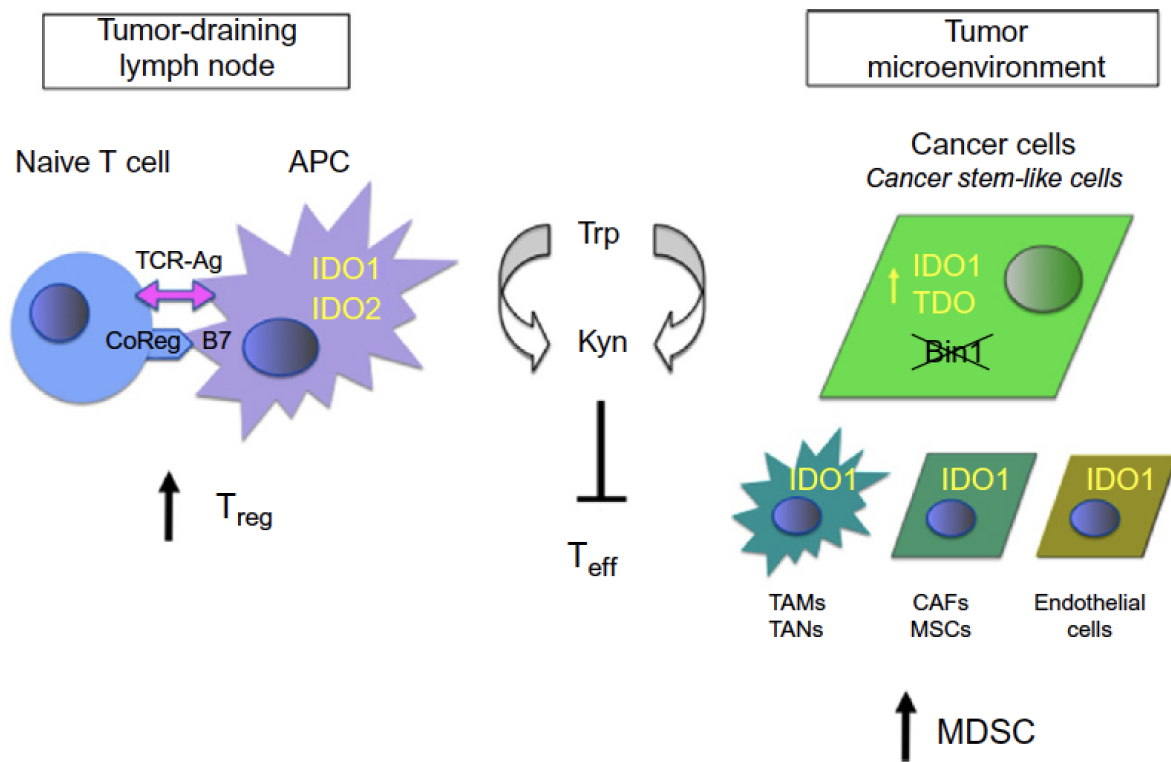 Tumor-draining
lymph node
Naive T cell
APC
TCR-Ag
CoReg
B7
IDO1
IDO2
Treg
Trp
Kyn
Teff
Tumor
microenvironment
Cancer cells
Cancer stem-like cells
IDO1
TDO
Bin1
IDO1
IDO1
IDO1
TAMs
TANs
CAFs
MSCs
Endothelial
cells
MDSC